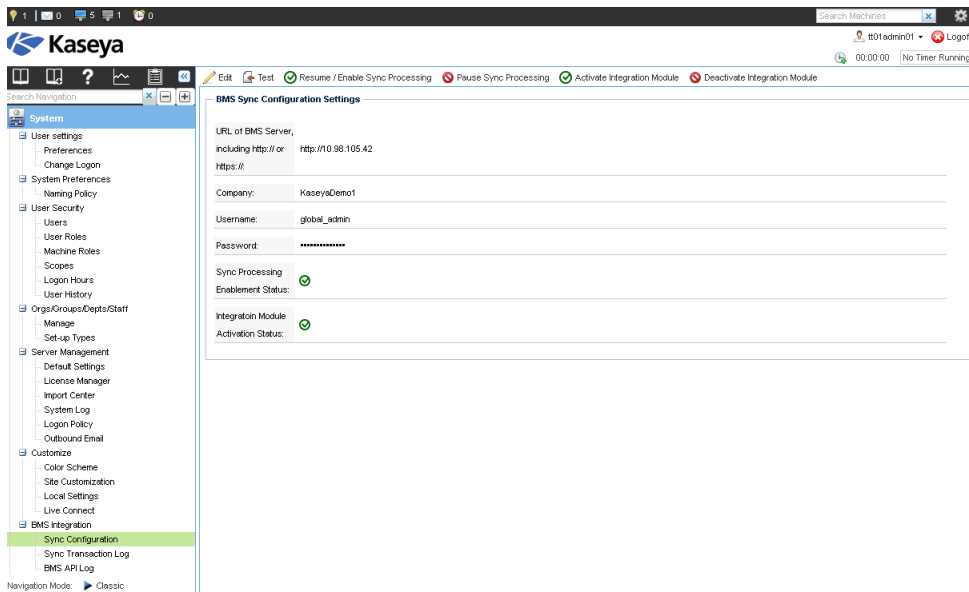 1 0 5 1 0 Search Machines
Kaseya
tt01admin01 Logof
00:00:00 No Timer Running
Search Navigation
Edit Test Resume / Enable Sync Processing Pause Sync Processing Activate Integration Module Deactivate Integration Module
System
User settings
Preferences
Change Logon
System Preferences
Naming Policy
User Security
Users
User Roles
Machine Roles
Scopes
Logon Hours
User History
Orgs/Groups/Depts/Staff
Manage
Set-up Types
Server Management
Default Settings
License Manager
Import Center
System Log
Logon Policy
Outbound Email
Customize
Color Scheme
Site Customization
Local Settings
Live Connect
BMS Integration
Sync Configuration
Sync Transaction Log
BMS API Log
Navigation Mode: Classic
BMS Sync Configuration Settings
URL of BMS Server,
including http:// or http://10.98.105.42
https://:
Company: KaseyaDemo1
Username: global_admin
Password: ••••••••••••••
Sync Processing
Enablement Status:
Integratoin Module
Activation Status: